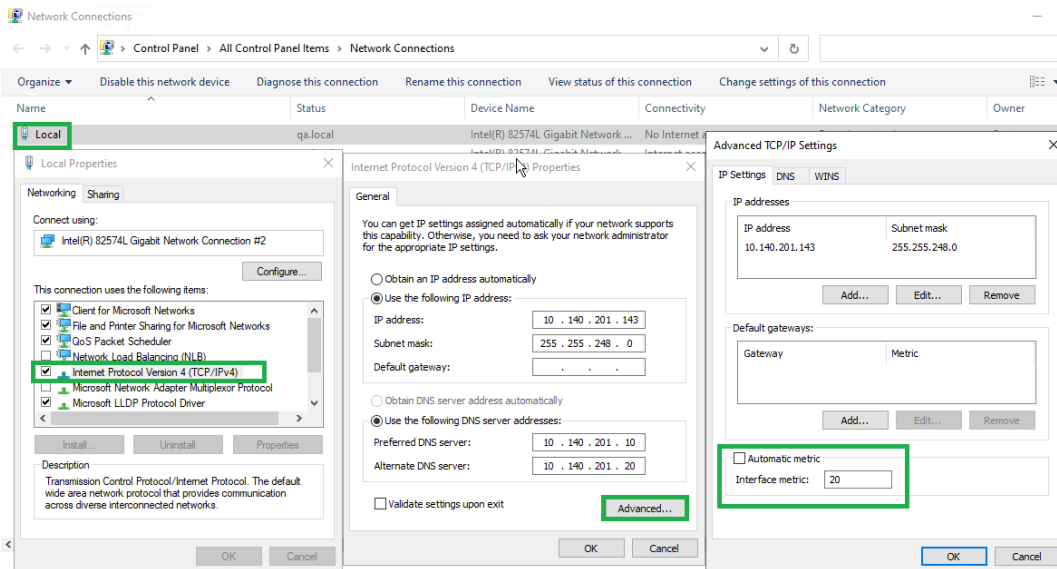 Network Connections
Control Panel > All Control Panel Items > Network Connections
Organize Disable this network device Diagnose this connection Rename this connection View status of this connection Change settings of this connection
Name Status Device Name Connectivity Network Category Owner
Local qa.local Intel(R) 82574L Gigabit Network ... No Internet a
Local Properties
Networking Sharing
Connect using:
Intel(R) 82574L Gigabit Network Connection #2
Configure...
This connection uses the following items:
Client for Microsoft Networks
File and Printer Sharing for Microsoft Networks
QoS Packet Scheduler
Network Load Balancing (NLB)
Internet Protocol Version 4 (TCP/IPv4)
Microsoft Network Adapter Multiplexor Protocol
Microsoft LLDP Protocol Driver
Install... Uninstall Properties
Description
Transmission Control Protocol/Internet Protocol. The default
wide area network protocol that provides communication
across diverse interconnected networks.
OK Cancel
Internet Protocol Version 4 (TCP/IP Properties
General
You can get IP settings assigned automatically if your network supports
this capability. Otherwise, you need to ask your network administrator
for the appropriate IP settings.
Obtain an IP address automatically
Use the following IP address:
IP address: 10 . 140 . 201 . 143
Subnet mask: 255 . 255 . 248 . 0
Default gateway: . . .
Obtain DNS server address automatically
Use the following DNS server addresses:
Preferred DNS server: 10 . 140 . 201 . 10
Alternate DNS server: 10 . 140 . 201 . 20
Validate settings upon exit
Advanced...
OK Cancel
Advanced TCP/IP Settings
IP Settings DNS WINS
IP addresses
IP address Subnet mask
10.140.201.143 255.255.248.0
Add... Edit... Remove
Default gateways:
Gateway Metric
Add... Edit... Remove
Automatic metric
Interface metric: 20
OK Cancel